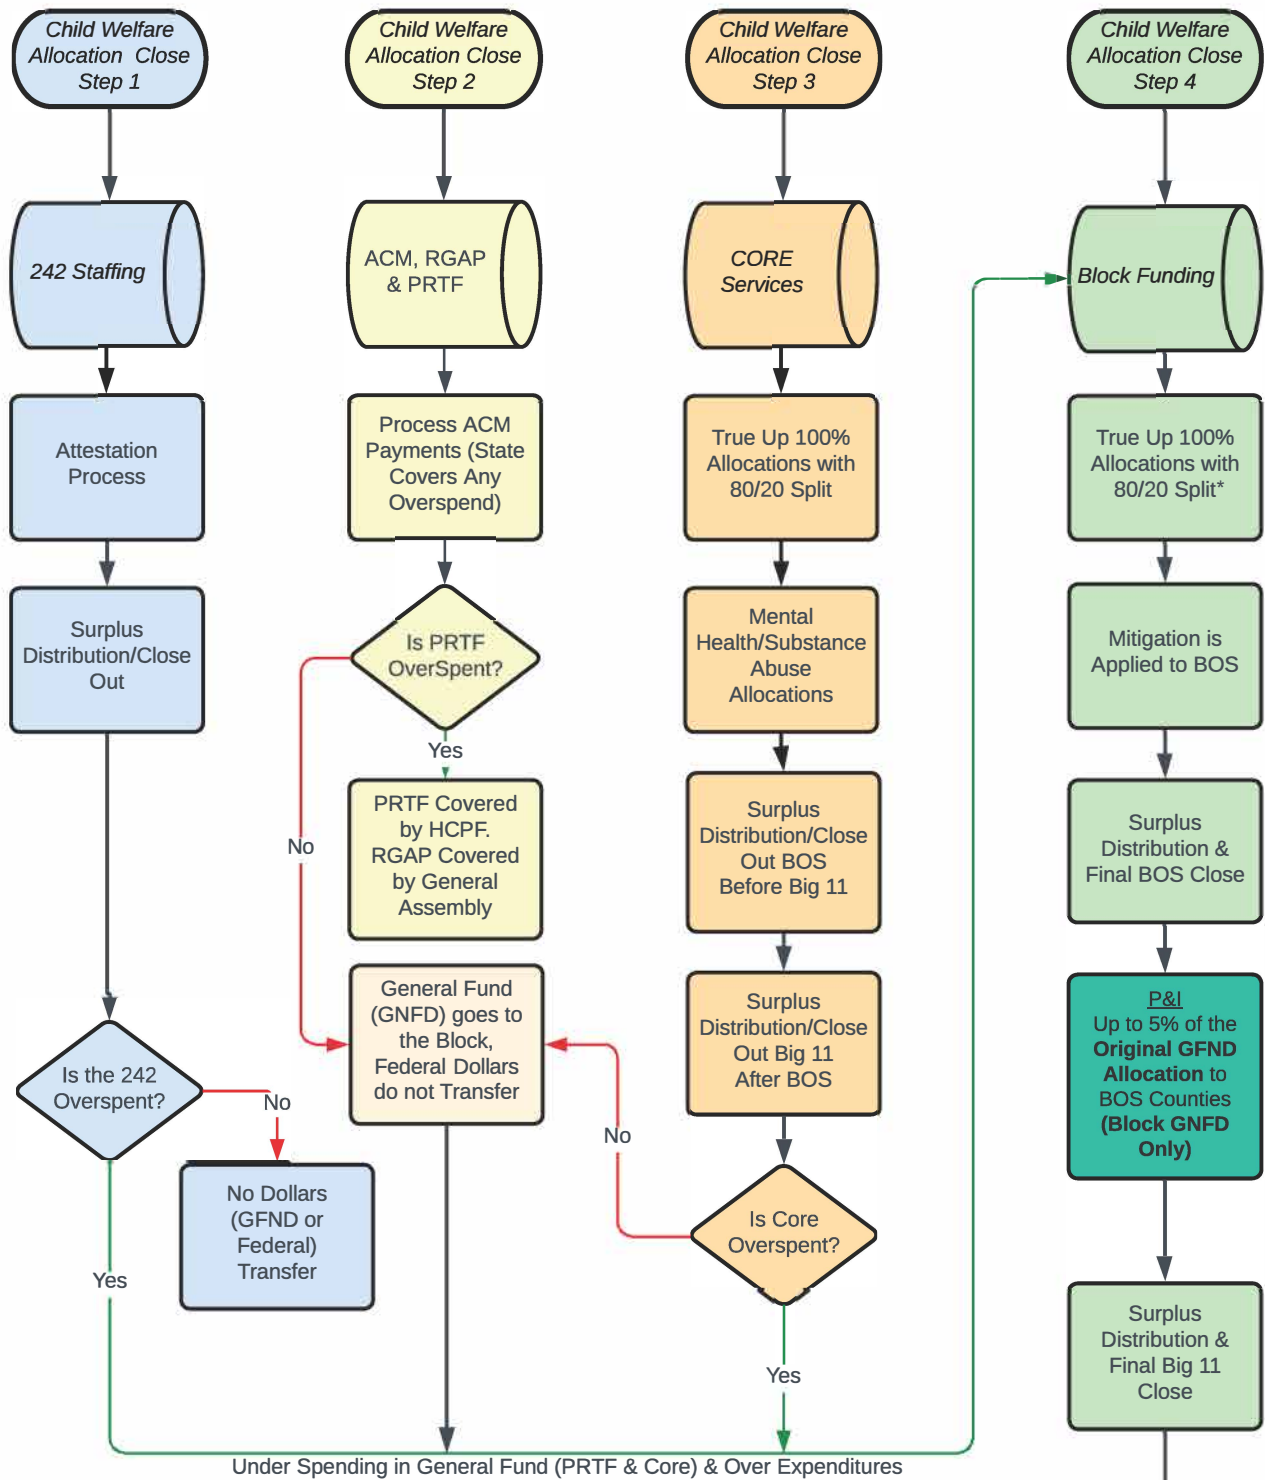 Child Welfare
Allocation Close
Step 1
242 Staffing
Attestation
Process
Surplus
Distribution/Close
Out
Is the 242
Overspent?
No
No Dollars
(GFND or
Federal)
Transfer
Yes
Child Welfare
Allocation Close
Step 2
ACM, RGAP
& PRTF
Process ACM
Payments (State
Covers Any
Overspend)
Is PRTF
OverSpent?
Yes
No
PRTF Covered
by HCPF.
RGAP Covered
by General
Assembly
General Fund
(GNFD) goes to
the Block,
Federal Dollars
do not Transfer
Child Welfare
Allocation Close
Step 3
CORE
Services
True Up 100%
Allocations with
80/20 Split
Mental
Health/Substance
Abuse
Allocations
Surplus
Distribution/Close
Out BOS
Before Big 11
Surplus
Distribution/Close
Out Big 11
After BOS
No
Is Core
Overspent?
Yes
Under Spending in General Fund (PRTF & Core) & Over Expenditures
Child Welfare
Allocation Close
Step 4
Block Funding
True Up 100%
Allocations with
80/20 Split*
Mitigation is
Applied to BOS
Surplus
Distribution &
Final BOS Close
P&I
Up to 5% of the
Original GFND
Allocation to
BOS Counties
(Block GNFD
Only)
Surplus
Distribution &
Final Big 11
Close